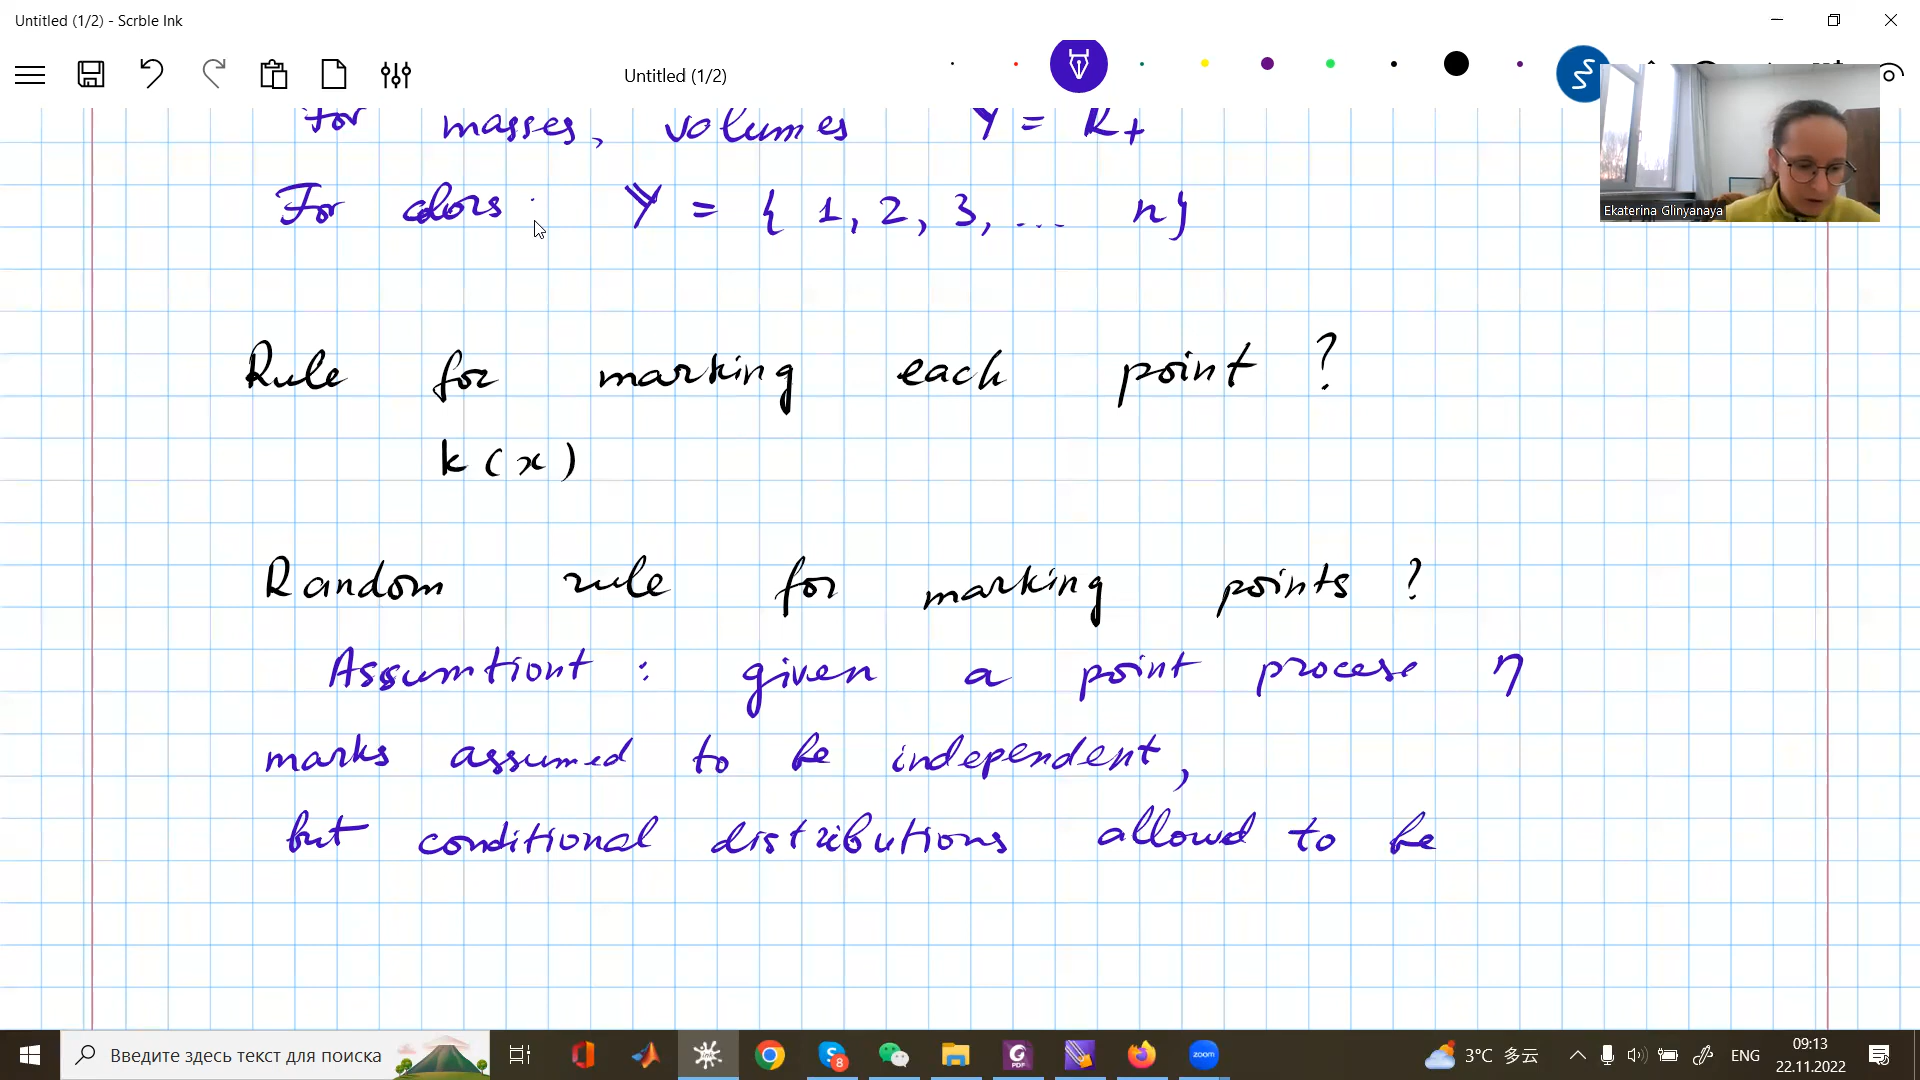 Untitled (1/2) - Scrble Ink
Untitled (1/2)
Ekaterina Glinyanaya
For masses, volumes Y = R+
For colors : Y = { 1, 2, 3, ... n}
Rule for marking each point ?
k(x)
Random rule for marking points ?
Assumtiont : given a point process η
marks assumed to be independent,
but conditional distributions allowd to be
Введите здесь текст для поиска
8
PDF
zoom
3°C 多云
ENG
09:13
22.11.2022